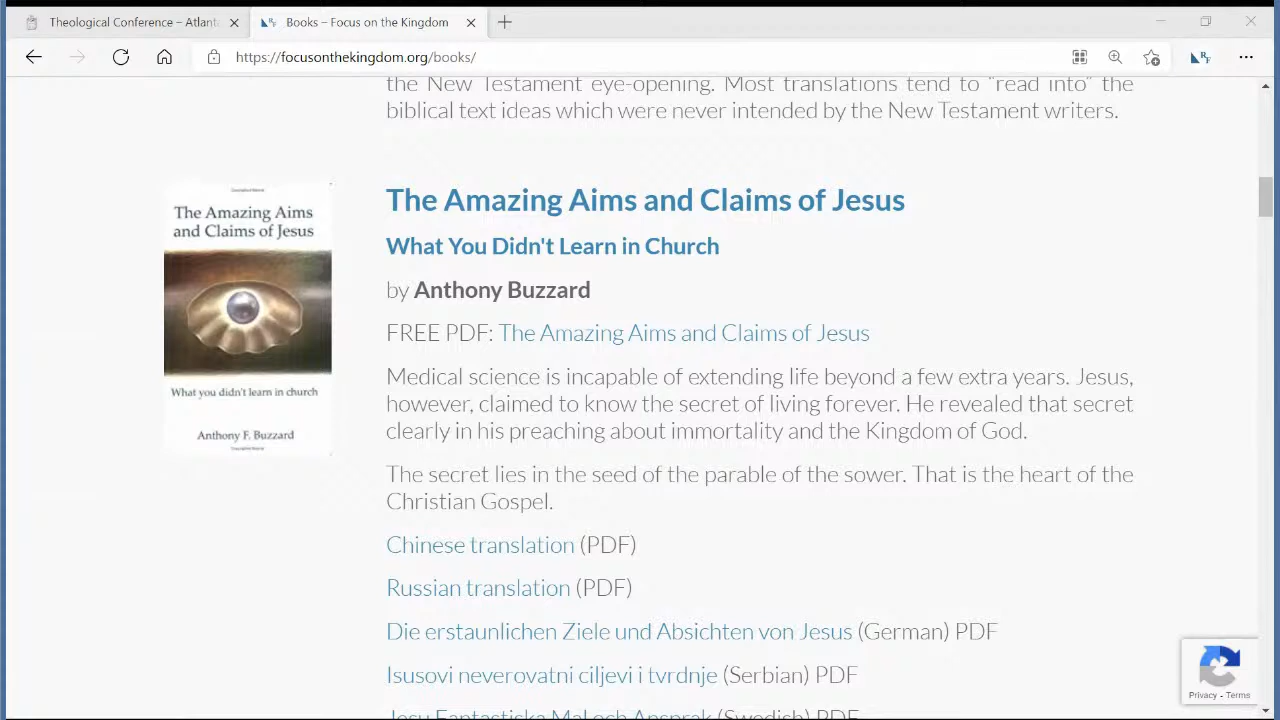 Theological Conference – Atlant
Books – Focus on the Kingdom
https://focusonthekingdom.org/books/
the New Testament eye-opening. Most translations tend to "read into" the
biblical text ideas which were never intended by the New Testament writers.
The Amazing Aims
and Claims of Jesus
What you didn't learn in church
Anthony F. Buzzard
The Amazing Aims and Claims of Jesus
What You Didn't Learn in Church
by Anthony Buzzard
FREE PDF: The Amazing Aims and Claims of Jesus
Medical science is incapable of extending life beyond a few extra years. Jesus,
however, claimed to know the secret of living forever. He revealed that secret
clearly in his preaching about immortality and the Kingdom of God.
The secret lies in the seed of the parable of the sower. That is the heart of the
Christian Gospel.
Chinese translation (PDF)
Russian translation (PDF)
Die erstaunlichen Ziele und Absichten von Jesus (German) PDF
Isusovi neverovatni ciljevi i tvrdnje (Serbian) PDF
Jesu Fantastiska Mal och Ansprak (Swedish) PDF
Privacy - Terms